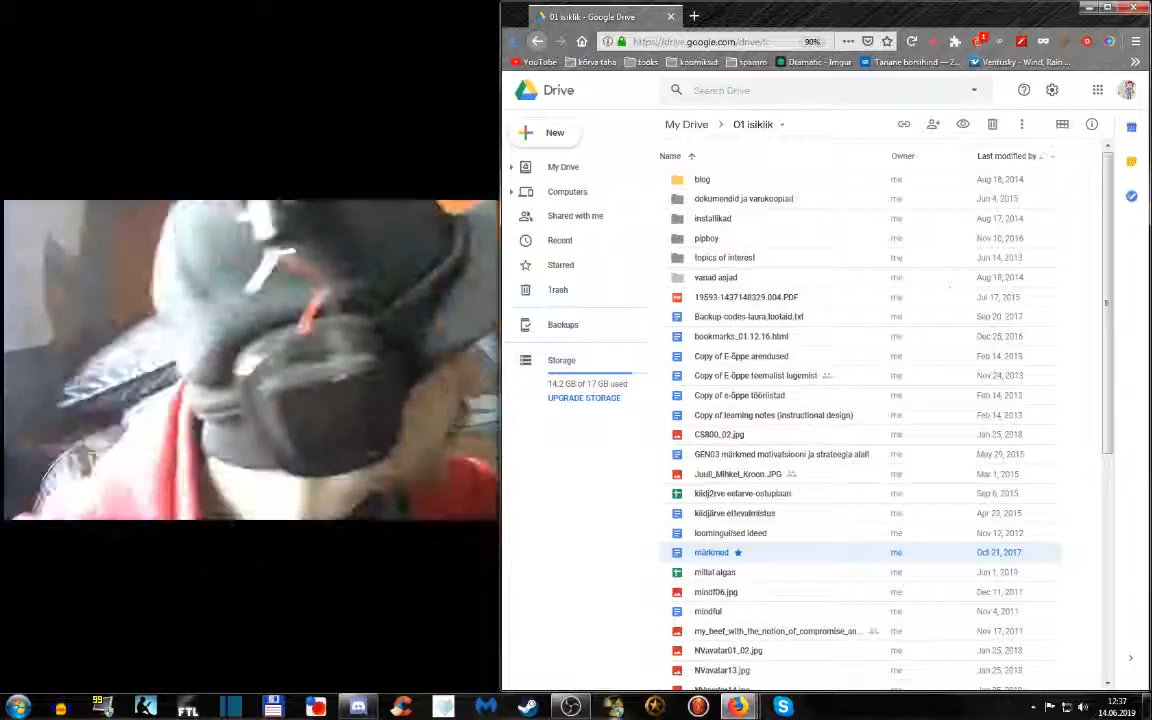 01 isiklik - Google Drive
https://drive.google.com/drive/f
90%
YouTube kõrva taha tööks koomiksid spämm Dramatic - Imgur Tänane börsihind — 2... Ventusky - Wind, Rain ...
Drive
Search Drive
New
My Drive
Computers
Shared with me
Recent
Starred
Trash
Backups
Storage
14.2 GB of 17 GB used
UPGRADE STORAGE
My Drive 01 isiklik
Name Owner Last modified by
blog me Aug 18, 2014
dokumendid ja varukoopiad me Jun 4, 2015
installikad me Aug 17, 2014
pipboy me Nov 10, 2016
topics of interest me Jun 14, 2013
vanad asjad me Aug 18, 2014
19593-1437148329.004.PDF me Jul 17, 2015
Backup-codes-laura.loolaid.txt me Sep 20, 2017
bookmarks_01.12.16.html me Dec 25, 2016
Copy of E-õppe arendused me Feb 14, 2013
Copy of E-õppe teemalist lugemist me Nov 24, 2013
Copy of e-õppe tööriistad me Feb 14, 2013
Copy of learning notes (instructional design) me Feb 14, 2013
CS800_02.jpg me Jan 25, 2018
GEN03 märkmed motivatsiooni ja strateegia alalt me May 29, 2015
Juuli_Mihkel_Kroon.JPG me Mar 1, 2015
kiidj2rve eelarve-ostuplaan me Sep 6, 2015
kiidjärve ettevalmistus me Apr 23, 2015
loomingulised ideed me Nov 12, 2012
märkmed me Oct 21, 2017
millal algas me Jun 1, 2019
mindf06.jpg me Dec 11, 2011
mindful me Nov 4, 2011
my_beef_with_the_notion_of_compromise_an... me Nov 17, 2011
NVavatar01_02.jpg me Jan 25, 2018
NVavatar13.jpg me Jan 25, 2018
99
FTL
12:37
14.06.2019